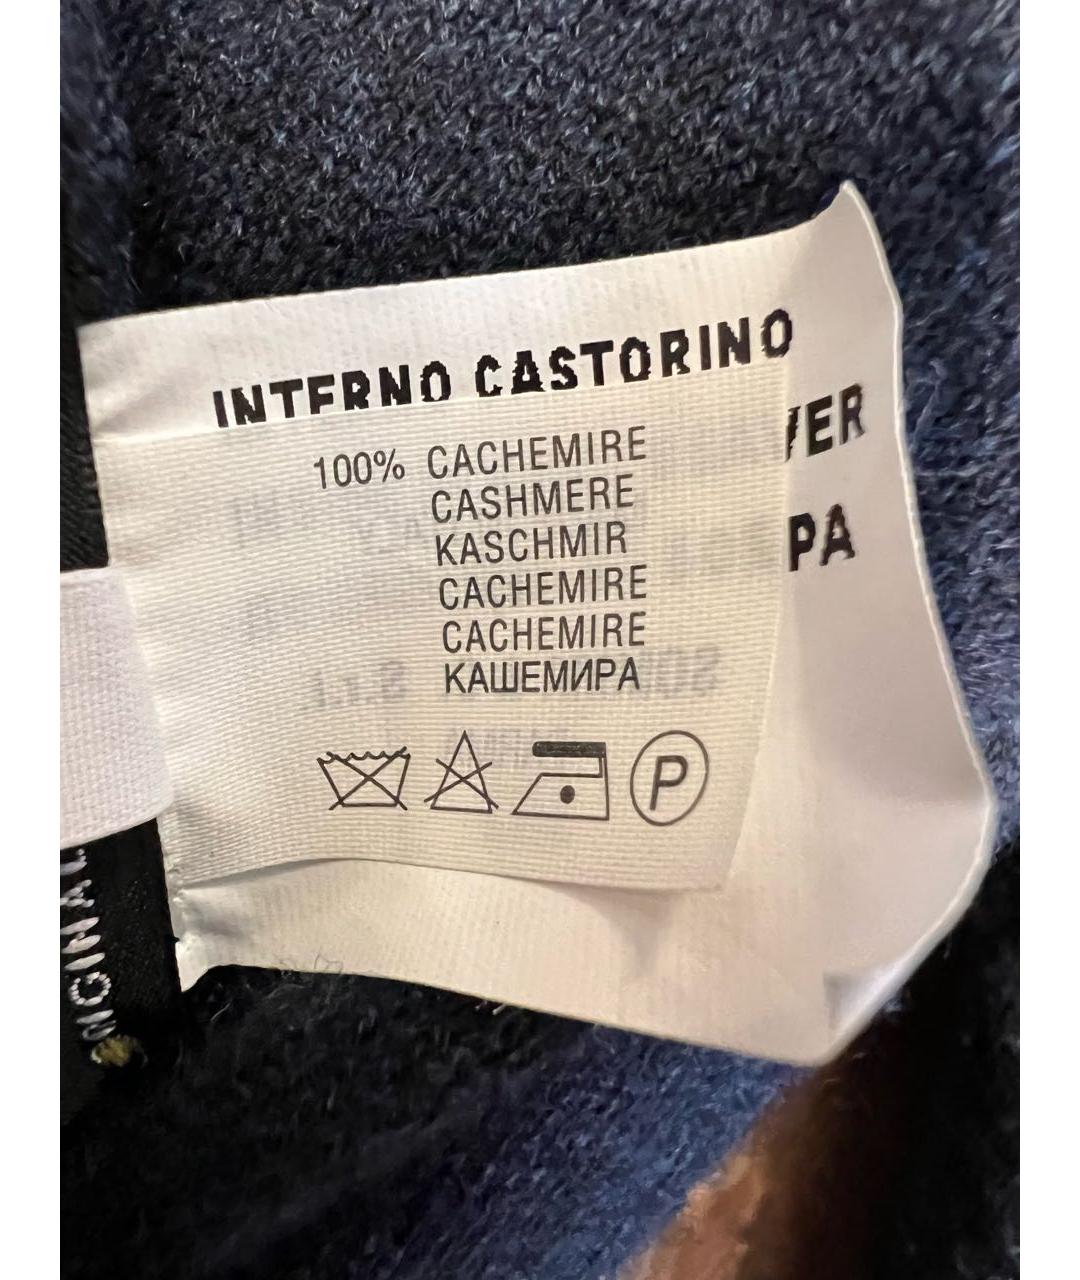 INTERNO CASTORINO
100% CACHEMIRE
CASHMERE
KASCHMIR
CACHEMIRE
CACHEMIRE
КАШЕМИРА
P